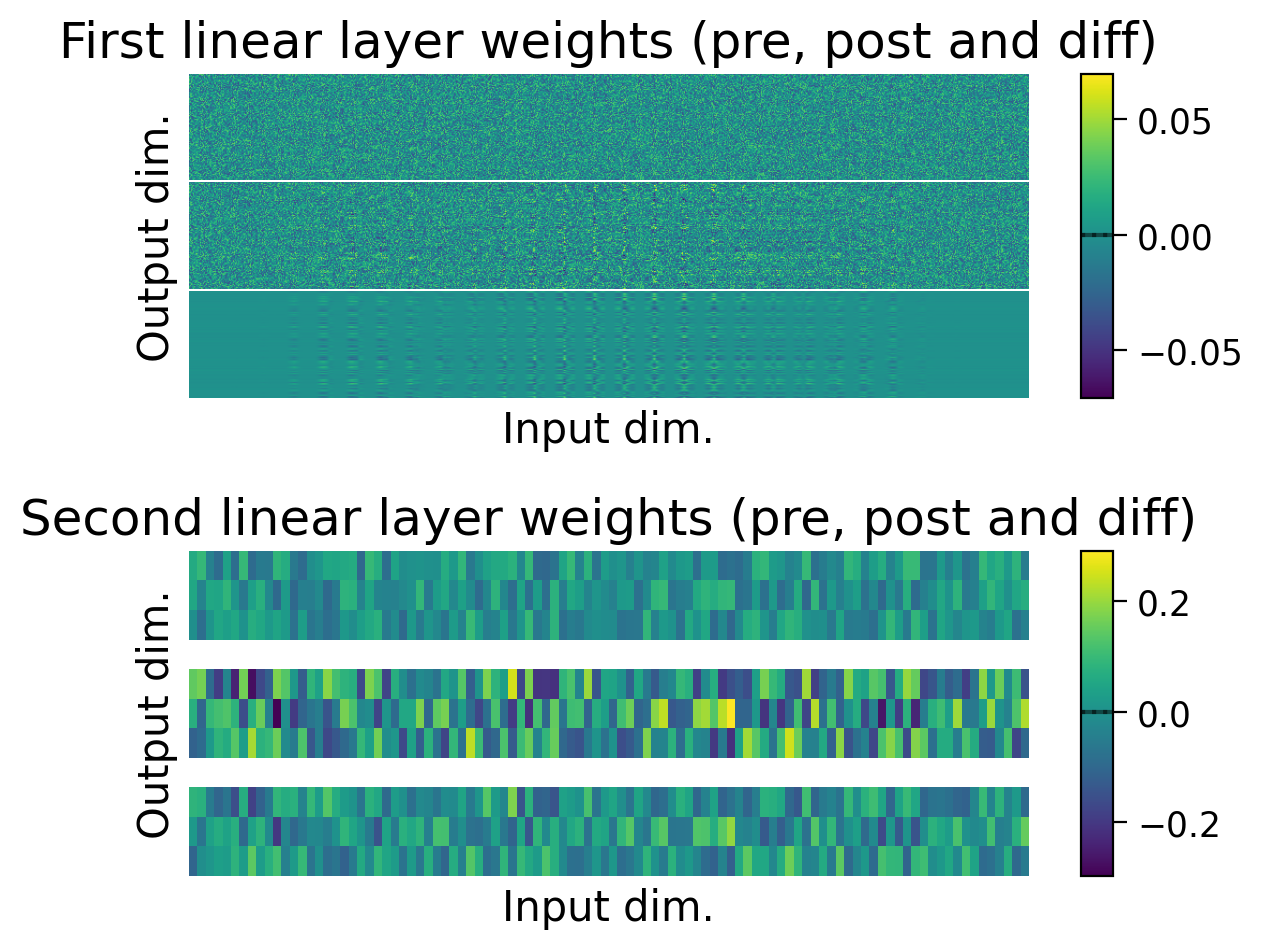 First linear layer weights (pre, post and diff)
Output dim.
0.05
0.00
−0.05
Input dim.
Second linear layer weights (pre, post and diff)
Output dim.
0.2
0.0
−0.2
Input dim.